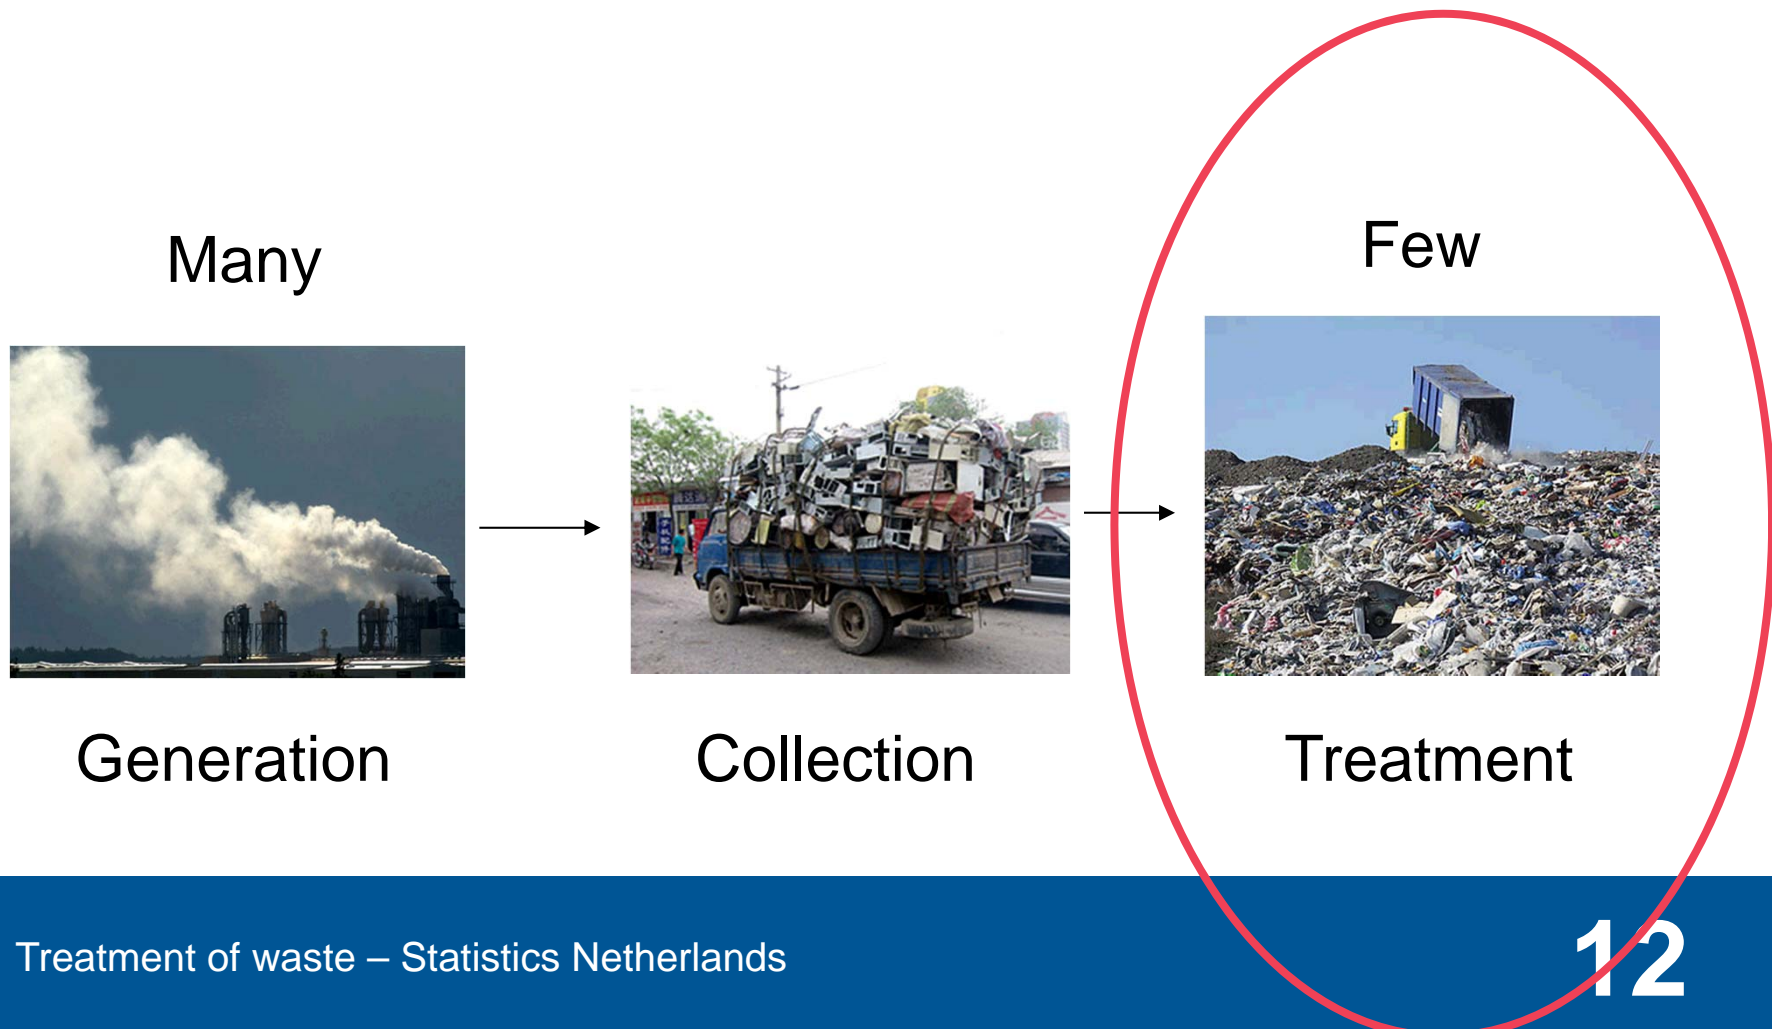 Many
Few
Generation
Collection
Treatment
Treatment of waste – Statistics Netherlands
12